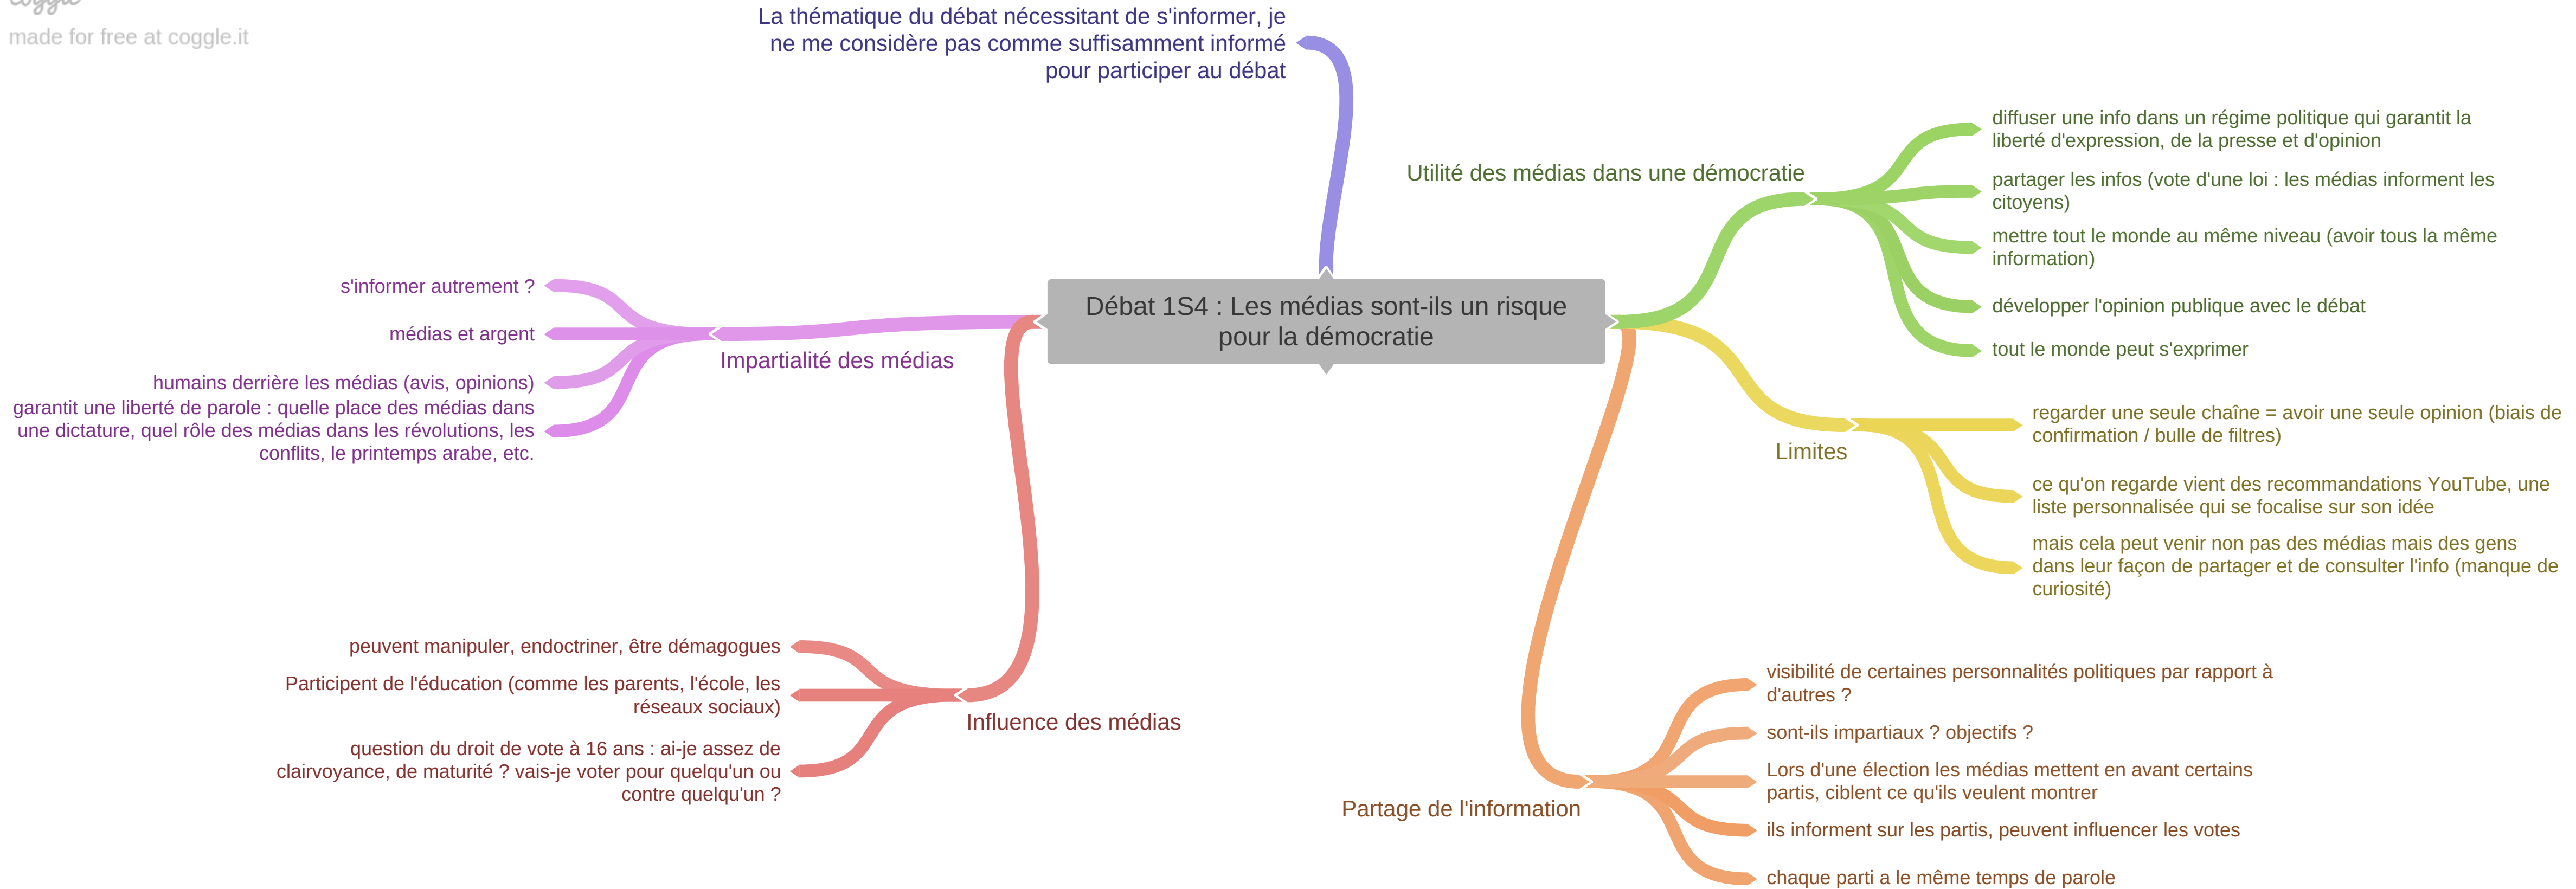 coggle
made for free at coggle.it
La thématique du débat nécessitant de s'informer, je
ne me considère pas comme suffisamment informé
pour participer au débat
Débat 1S4 : Les médias sont-ils un risque
pour la démocratie
Utilité des médias dans une démocratie
diffuser une info dans un régime politique qui garantit la
liberté d'expression, de la presse et d'opinion
partager les infos (vote d'une loi : les médias informent les
citoyens)
mettre tout le monde au même niveau (avoir tous la même
information)
développer l'opinion publique avec le débat
tout le monde peut s'exprimer
Limites
regarder une seule chaîne = avoir une seule opinion (biais de
confirmation / bulle de filtres)
ce qu'on regarde vient des recommandations YouTube, une
liste personnalisée qui se focalise sur son idée
mais cela peut venir non pas des médias mais des gens
dans leur façon de partager et de consulter l'info (manque de
curiosité)
Partage de l'information
visibilité de certaines personnalités politiques par rapport à
d'autres ?
sont-ils impartiaux ? objectifs ?
Lors d'une élection les médias mettent en avant certains
partis, ciblent ce qu'ils veulent montrer
ils informent sur les partis, peuvent influencer les votes
chaque parti a le même temps de parole
Impartialité des médias
s'informer autrement ?
médias et argent
humains derrière les médias (avis, opinions)
garantit une liberté de parole : quelle place des médias dans
une dictature, quel rôle des médias dans les révolutions, les
conflits, le printemps arabe, etc.
Influence des médias
peuvent manipuler, endoctriner, être démagogues
Participent de l'éducation (comme les parents, l'école, les
réseaux sociaux)
question du droit de vote à 16 ans : ai-je assez de
clairvoyance, de maturité ? vais-je voter pour quelqu'un ou
contre quelqu'un ?